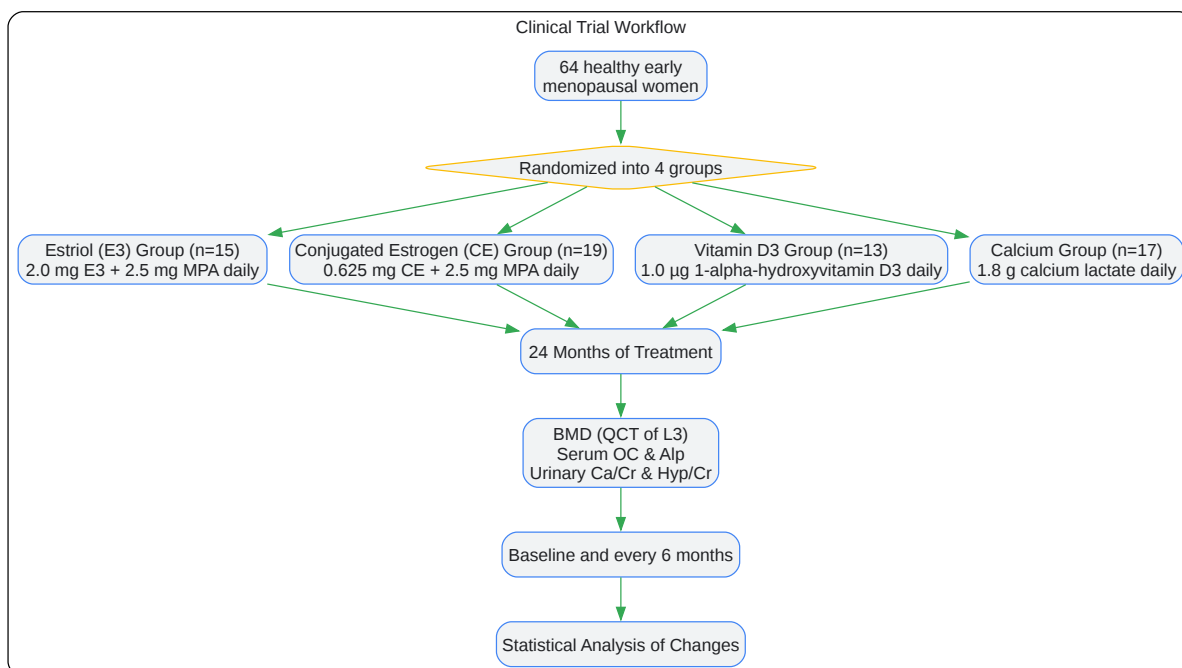 Clinical Trial Workflow
64 healthy early
menopausal women
Randomized into 4 groups
Estriol (E3) Group (n=15)
2.0 mg E3 + 2.5 mg MPA daily
Conjugated Estrogen (CE) Group (n=19)
0.625 mg CE + 2.5 mg MPA daily
Vitamin D3 Group (n=13)
1.0 µg 1-alpha-hydroxyvitamin D3 daily
Calcium Group (n=17)
1.8 g calcium lactate daily
24 Months of Treatment
BMD (QCT of L3)
Serum OC & Alp
Urinary Ca/Cr & Hyp/Cr
Baseline and every 6 months
Statistical Analysis of Changes